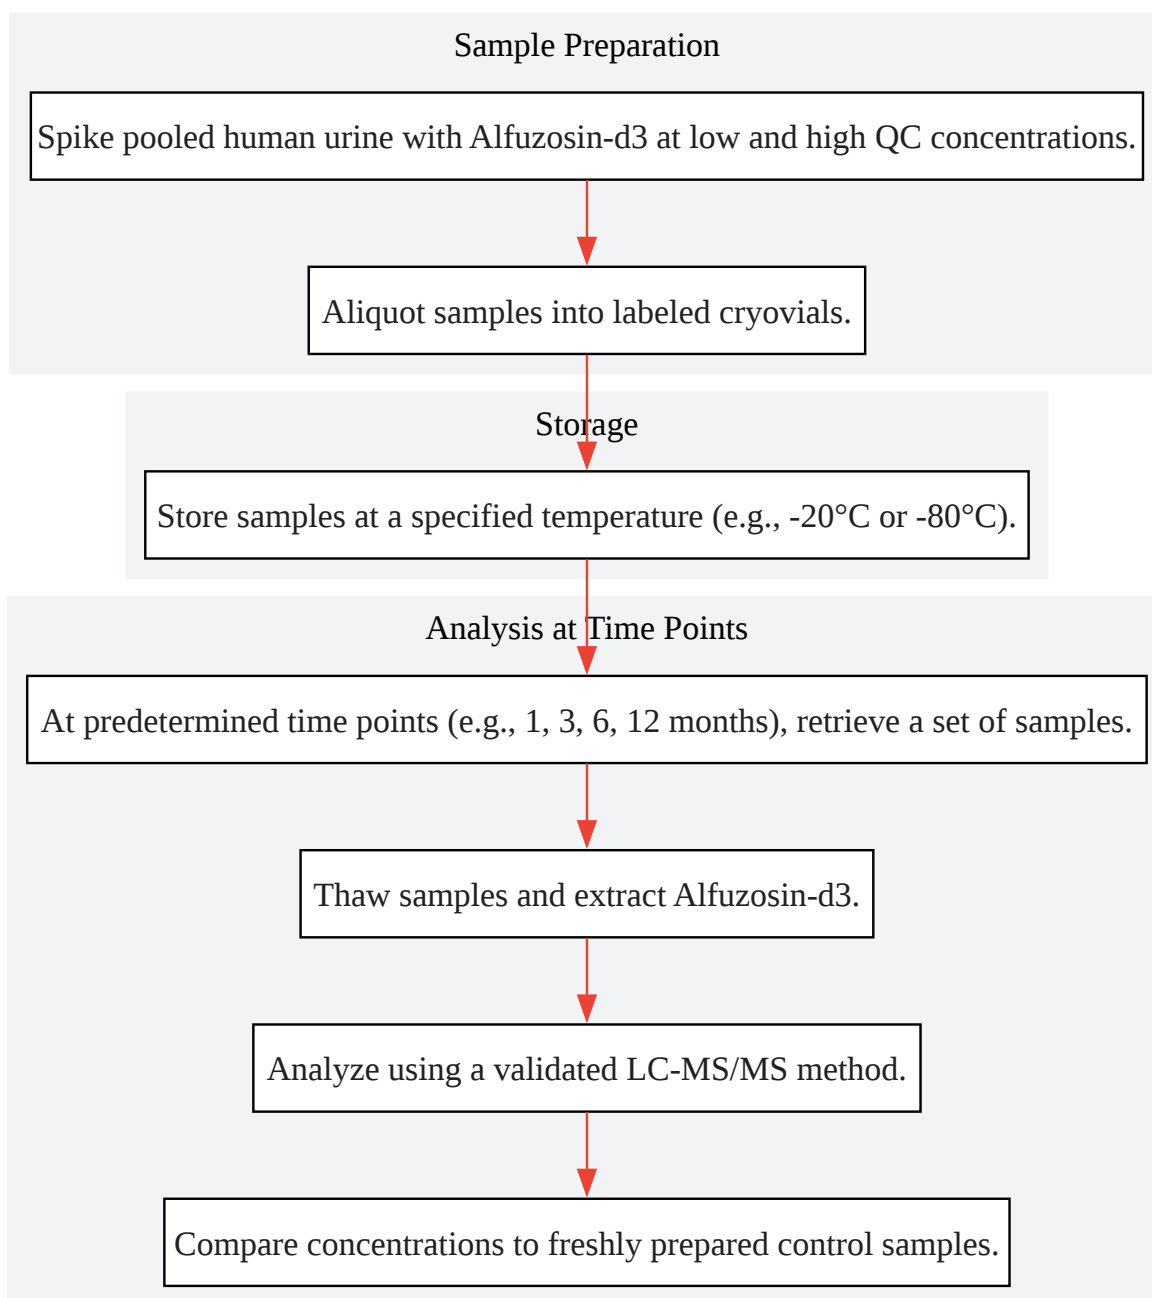 Sample Preparation
Spike pooled human urine with Alfuzosin-d3 at low and high QC concentrations.
Aliquot samples into labeled cryovials.
Storage
Store samples at a specified temperature (e.g., -20°C or -80°C).
Analysis at Time Points
At predetermined time points (e.g., 1, 3, 6, 12 months), retrieve a set of samples.
Thaw samples and extract Alfuzosin-d3.
Analyze using a validated LC-MS/MS method.
Compare concentrations to freshly prepared control samples.